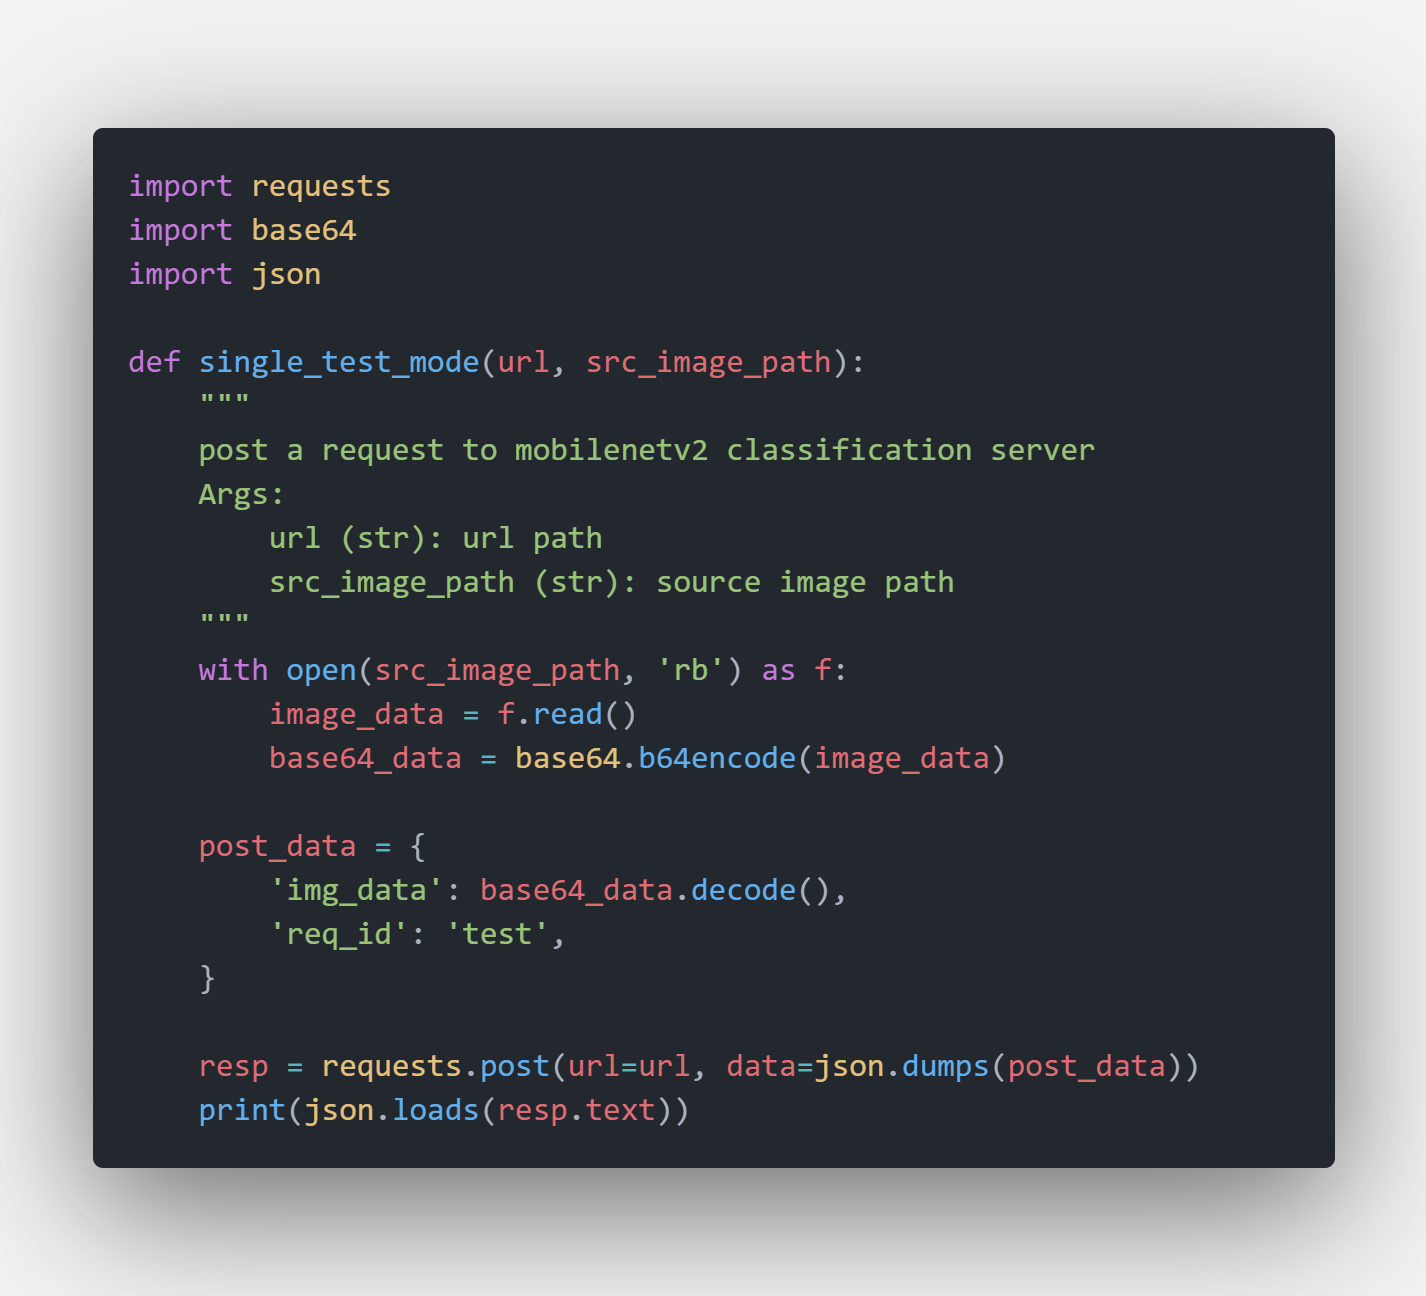 import requests
import base64
import json

def single_test_mode(url, src_image_path):
    """
    post a request to mobilenetv2 classification server
    Args:
        url (str): url path
        src_image_path (str): source image path
    """
    with open(src_image_path, 'rb') as f:
        image_data = f.read()
        base64_data = base64.b64encode(image_data)

    post_data = {
        'img_data': base64_data.decode(),
        'req_id': 'test',
    }

    resp = requests.post(url=url, data=json.dumps(post_data))
    print(json.loads(resp.text))